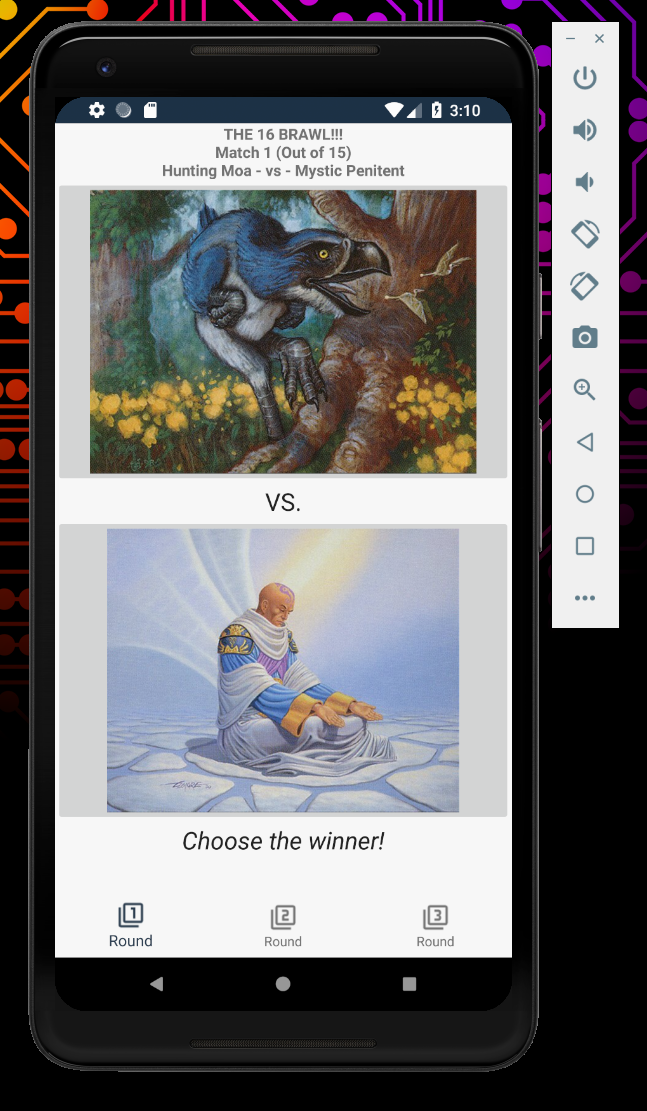 3:10
THE 16 BRAWL!!!
Match 1 (Out of 15)
Hunting Moa - vs - Mystic Penitent
VS.
Choose the winner!
1
Round
2
Round
3
Round